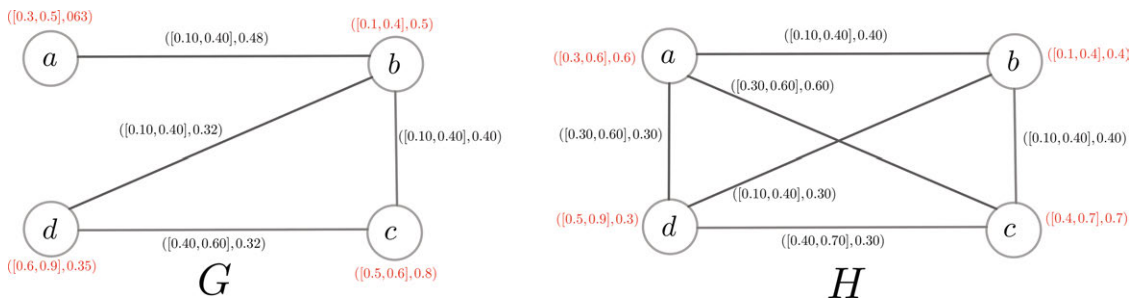 ([0.3, 0.5], 063)
([0.10, 0.40], 0.48)
([0.1, 0.4], 0.5)
a
b
([0.10, 0.40], 0.32)
([0.10, 0.40], 0.40)
d
c
([0.40, 0.60], 0.32)
([0.6, 0.9], 0.35)
([0.5, 0.6], 0.8)
G
([0.10, 0.40], 0.40)
([0.3, 0.6], 0.6)
a
b
([0.1, 0.4], 0.4)
([0.30, 0.60], 0.60)
([0.30, 0.60], 0.30)
([0.10, 0.40], 0.40)
([0.10, 0.40], 0.30)
([0.5, 0.9], 0.3)
d
c
([0.4, 0.7], 0.7)
([0.40, 0.70], 0.30)
H